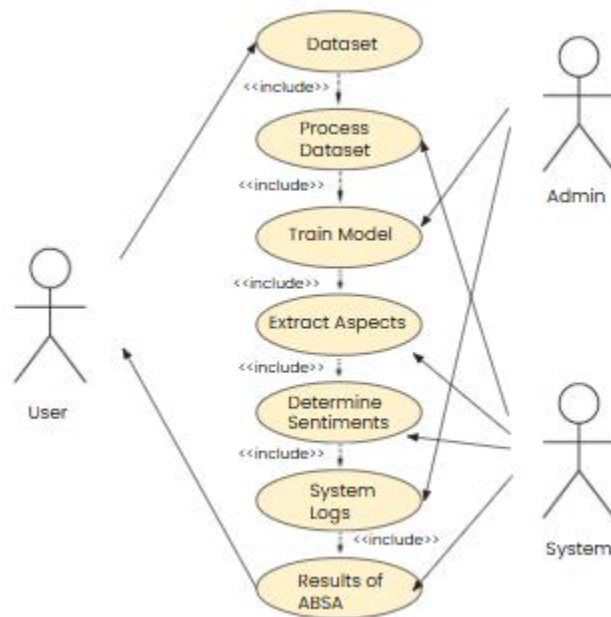 Dataset
<<include>>
Process
Dataset
<<include>>
Train Model
<<include>>
Extract Aspects
<<include>>
Determine
Sentiments
<<include>>
System
Logs
<<include>>
Results of
ABSA
User
Admin
System